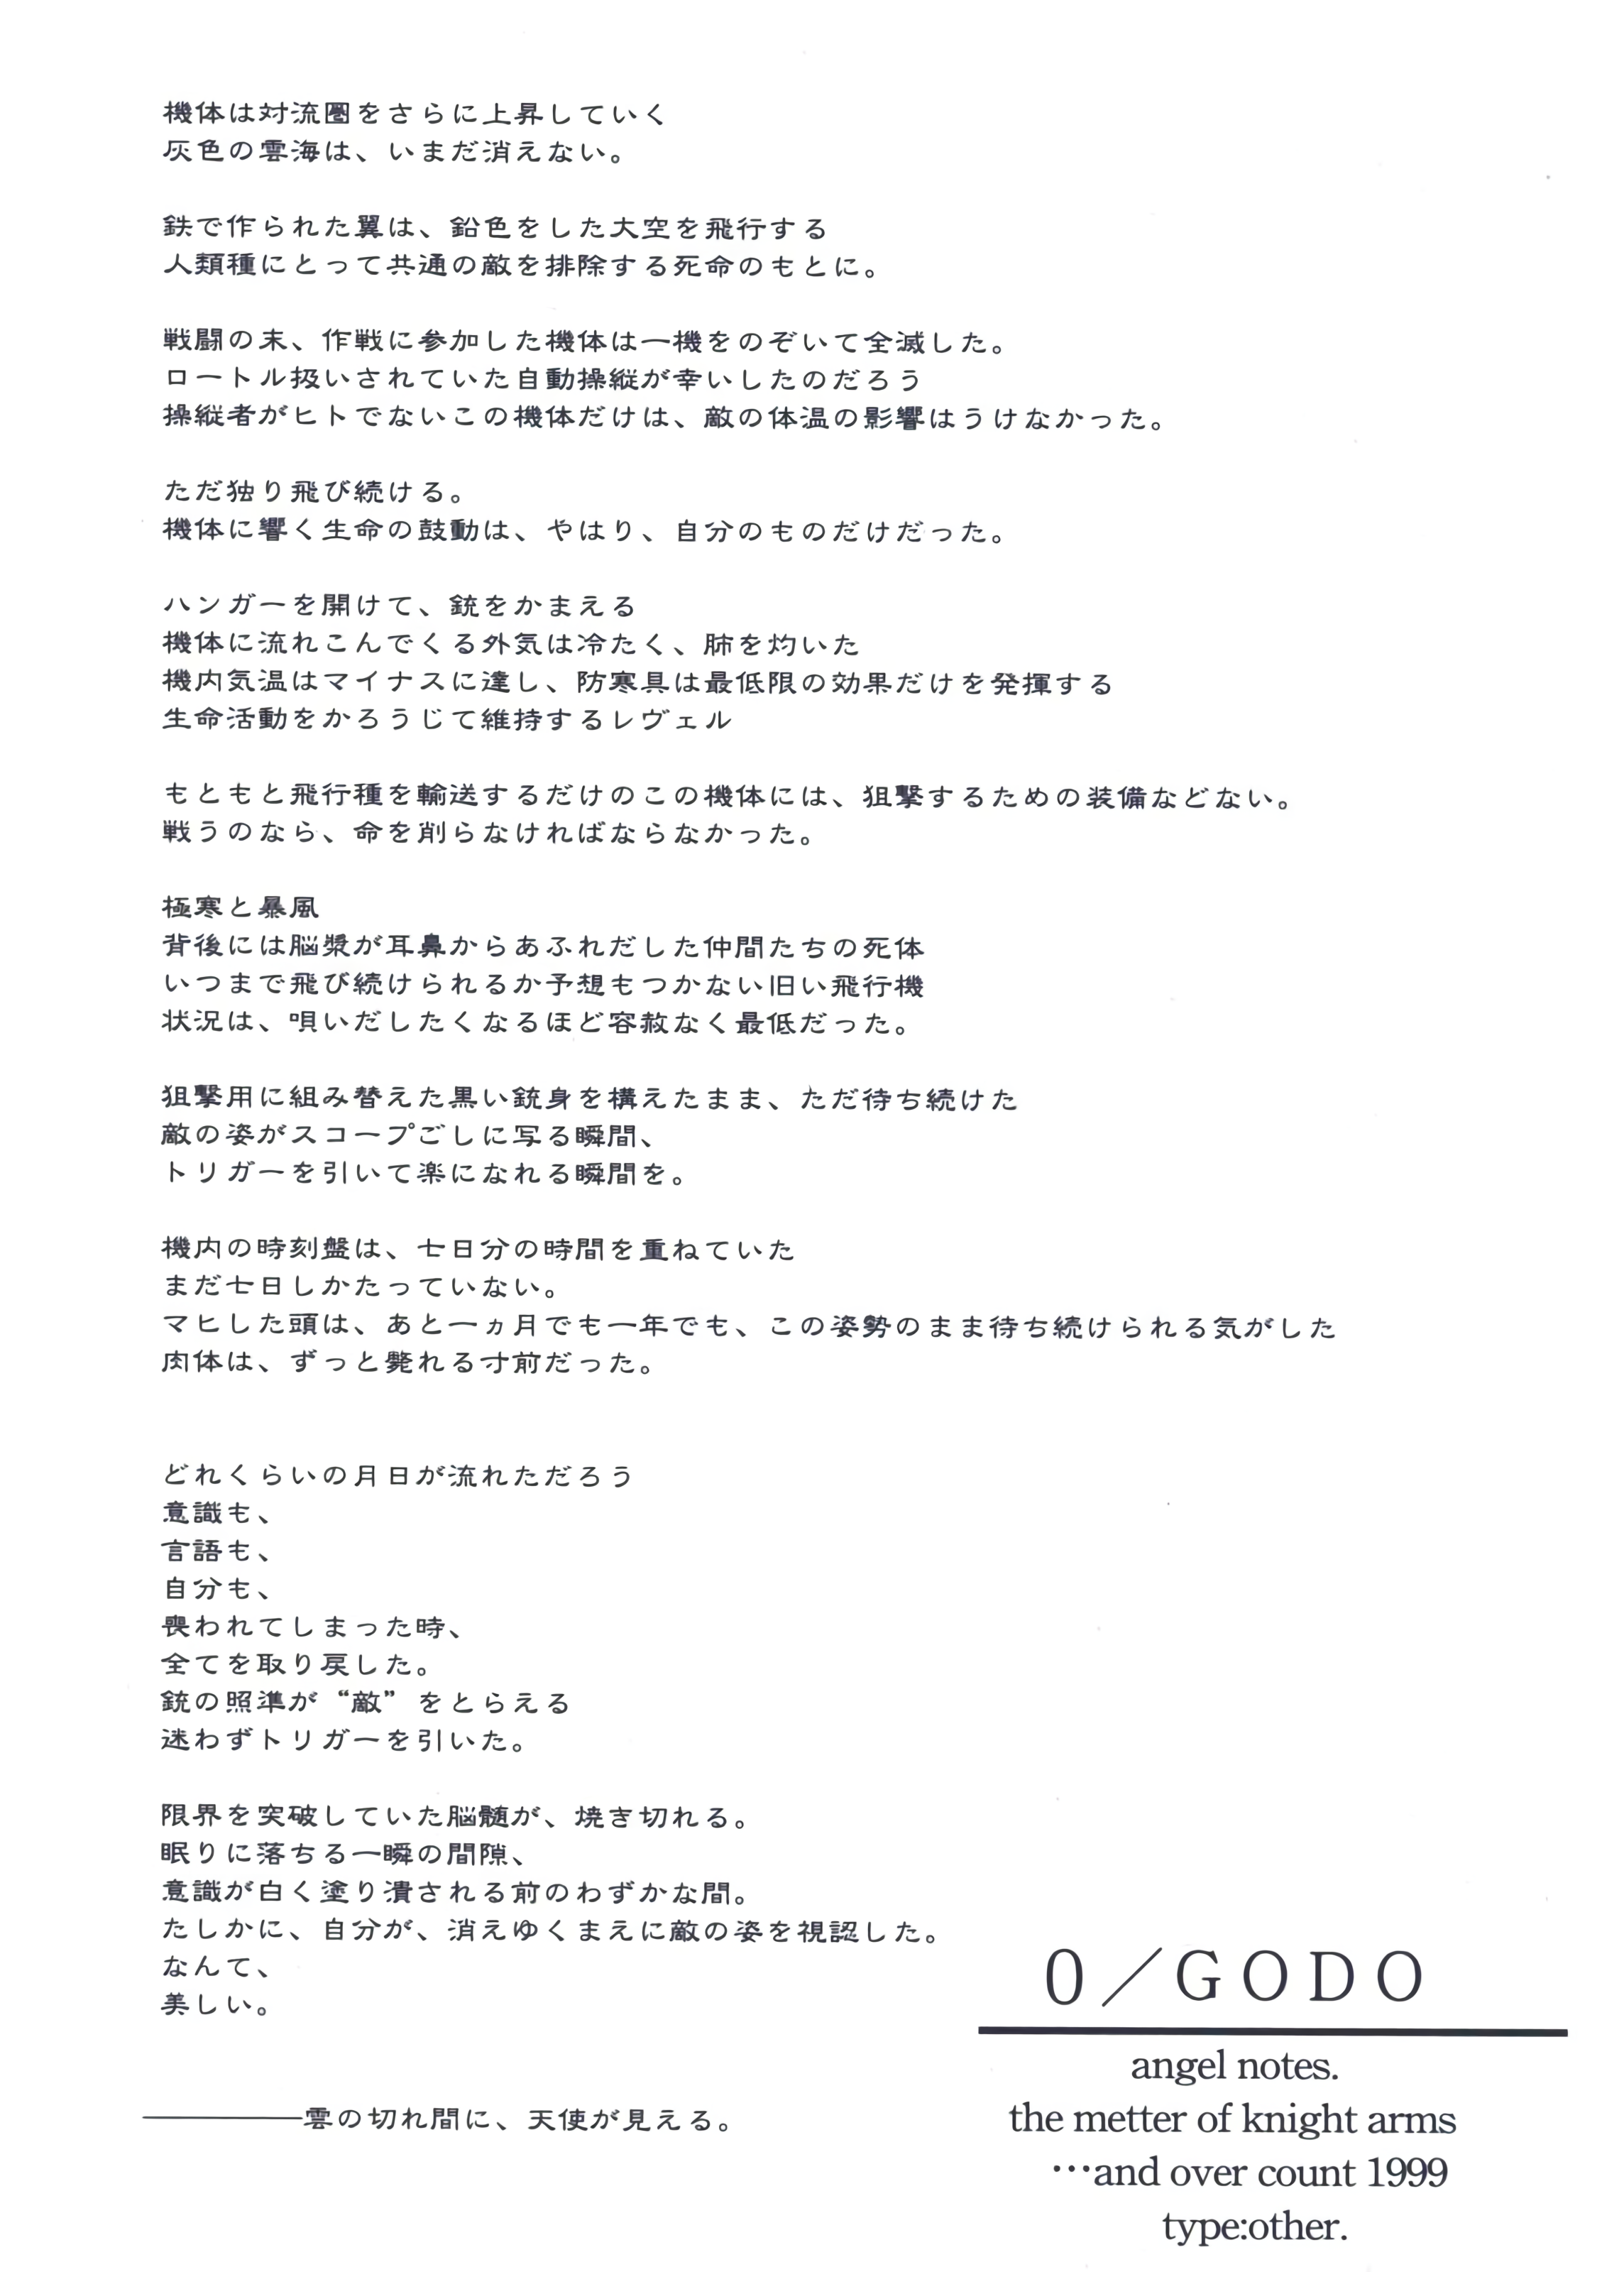 機体は対流圏をさらに上昇していく
灰色の雲海は、いまだ消えない。
鉄で作られた翼は、鉛色をした大空を飛行する
人類種にとって共通の敵を排除する死命のもとに。
戦闘の末、作戦に参加した機体は一機をのぞいて全滅した。
ロートル扱いされていた自動操縦が幸いしたのだろう
操縦者がヒトでないこの機体だけは、敵の体温の影響はうけなかった。
ただ独り飛び続ける。
機体に響く生命の鼓動は、やはり、自分のものだけだった。
ハンガーを開けて、銃をかまえる
機体に流れこんでくる外気は冷たく、肺を灼いた
機内気温はマイナスに達し、防寒具は最低限の効果だけを発揮する
生命活動をかろうじて維持するレヴェル
もともと飛行種を輸送するだけのこの機体には、狙撃するための装備などない。
戦うのなら、命を削らなければならなかった。
極寒と暴風
背後には脳漿が耳鼻からあふれだした仲間たちの死体
いつまで飛び続けられるか予想もつかない旧い飛行機
状況は、唄いだしたくなるほど容赦なく最低だった。
狙撃用に組み替えた黒い銃身を構えたまま、ただ待ち続けた
敵の姿がスコープごしに写る瞬間、
トリガーを引いて楽になれる瞬間を。
機内の時刻盤は、七日分の時間を重ねていた
まだ七日しかたっていない。
マヒした頭は、あと一ヵ月でも一年でも、この姿勢のまま待ち続けられる気がした
肉体は、ずっと斃れる寸前だった。
どれくらいの月日が流れただろう
意識も、
言語も、
自分も、
喪われてしまった時、
全てを取り戻した。
銃の照準が“敵”をとらえる
迷わずトリガーを引いた。
限界を突破していた脳髄が、焼き切れる。
眠りに落ちる一瞬の間隙、
意識が白く塗り潰される前のわずかな間。
たしかに、自分が、消えゆくまえに敵の姿を視認した。
なんて、
美しい。
―――――雲の切れ間に、天使が見える。
0／GODO
angel notes.
the metter of knight arms
…and over count 1999
type:other.